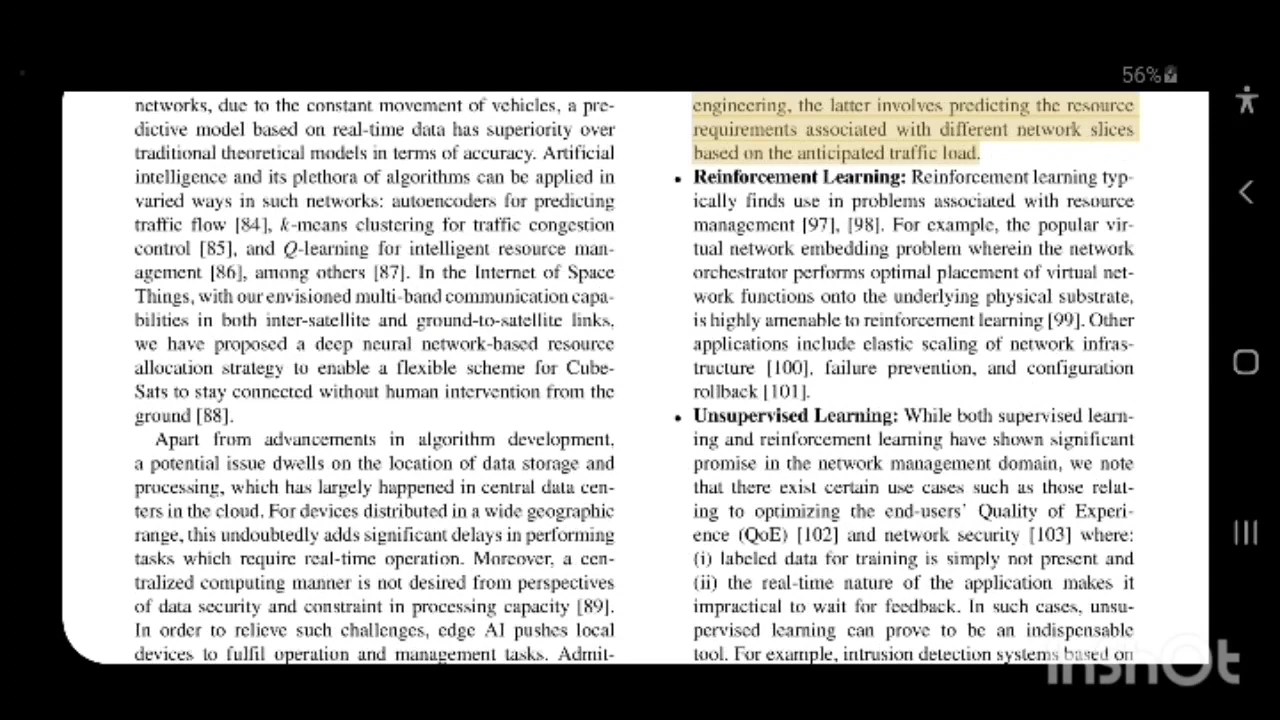 56%
networks, due to the constant movement of vehicles, a pre-
dictive model based on real-time data has superiority over
traditional theoretical models in terms of accuracy. Artificial
intelligence and its plethora of algorithms can be applied in
varied ways in such networks: autoencoders for predicting
traffic flow [84], k-means clustering for traffic congestion
control [85], and Q-learning for intelligent resource man-
agement [86], among others [87]. In the Internet of Space
Things, with our envisioned multi-band communication capa-
bilities in both inter-satellite and ground-to-satellite links,
we have proposed a deep neural network-based resource
allocation strategy to enable a flexible scheme for Cube-
Sats to stay connected without human intervention from the
ground [88].
Apart from advancements in algorithm development,
a potential issue dwells on the location of data storage and
processing, which has largely happened in central data cen-
ters in the cloud. For devices distributed in a wide geographic
range, this undoubtedly adds significant delays in performing
tasks which require real-time operation. Moreover, a cen-
tralized computing manner is not desired from perspectives
of data security and constraint in processing capacity [89].
In order to relieve such challenges, edge AI pushes local
devices to fulfil operation and management tasks. Admit-
engineering, the latter involves predicting the resource
requirements associated with different network slices
based on the anticipated traffic load.
• Reinforcement Learning: Reinforcement learning typ-
ically finds use in problems associated with resource
management [97], [98]. For example, the popular vir-
tual network embedding problem wherein the network
orchestrator performs optimal placement of virtual net-
work functions onto the underlying physical substrate,
is highly amenable to reinforcement learning [99]. Other
applications include elastic scaling of network infras-
tructure [100], failure prevention, and configuration
rollback [101].
• Unsupervised Learning: While both supervised learn-
ing and reinforcement learning have shown significant
promise in the network management domain, we note
that there exist certain use cases such as those relat-
ing to optimizing the end-users' Quality of Experi-
ence (QoE) [102] and network security [103] where:
(i) labeled data for training is simply not present and
(ii) the real-time nature of the application makes it
impractical to wait for feedback. In such cases, unsu-
pervised learning can prove to be an indispensable
tool. For example, intrusion detection systems based on
InShOt